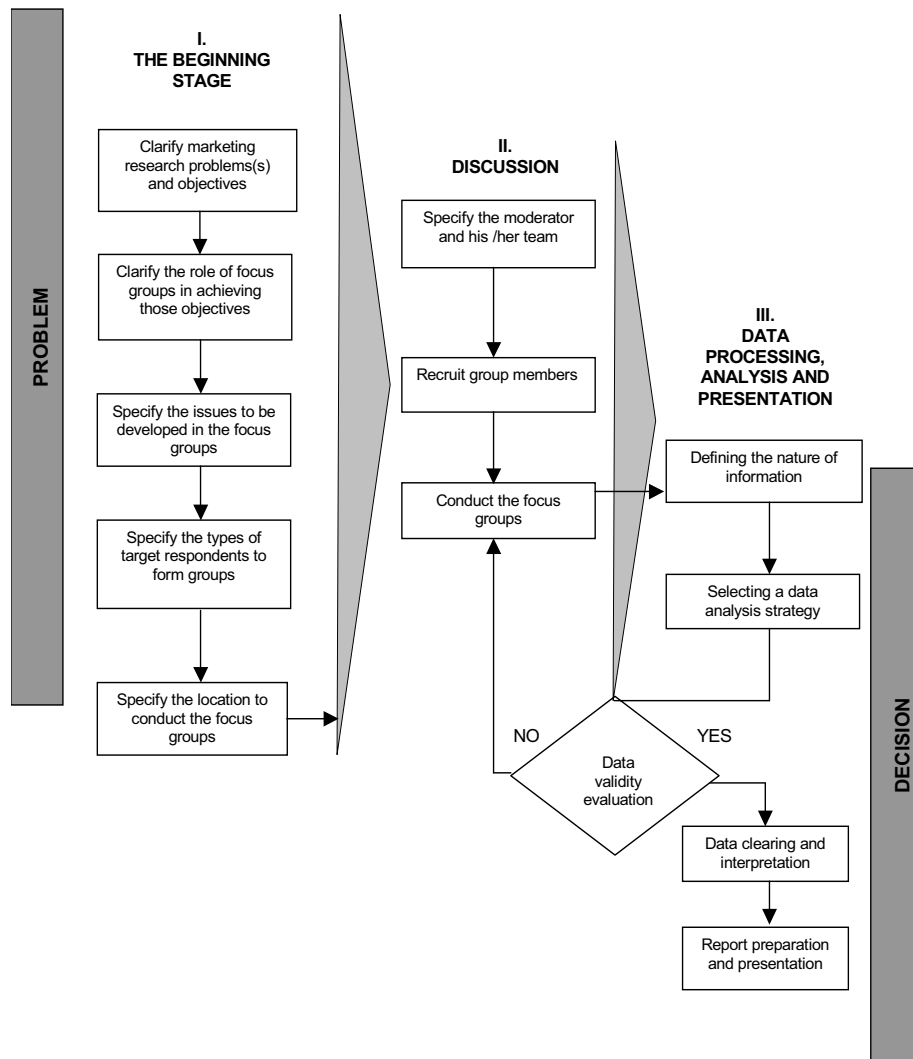 PROBLEM
I.
THE BEGINNING
STAGE
Clarify marketing
research problems(s)
and objectives
Clarify the role of focus
groups in achieving
those objectives
Specify the issues to be
developed in the focus
groups
Specify the types of
target respondents to
form groups
Specify the location to
conduct the focus
groups
II.
DISCUSSION
Specify the moderator
and his /her team
Recruit group members
Conduct the focus
groups
III.
DATA
PROCESSING,
ANALYSIS AND
PRESENTATION
Defining the nature of
information
Selecting a data
analysis strategy
NO
YES
Data
validity
evaluation
Data clearing and
interpretation
Report preparation
and presentation
DECISION